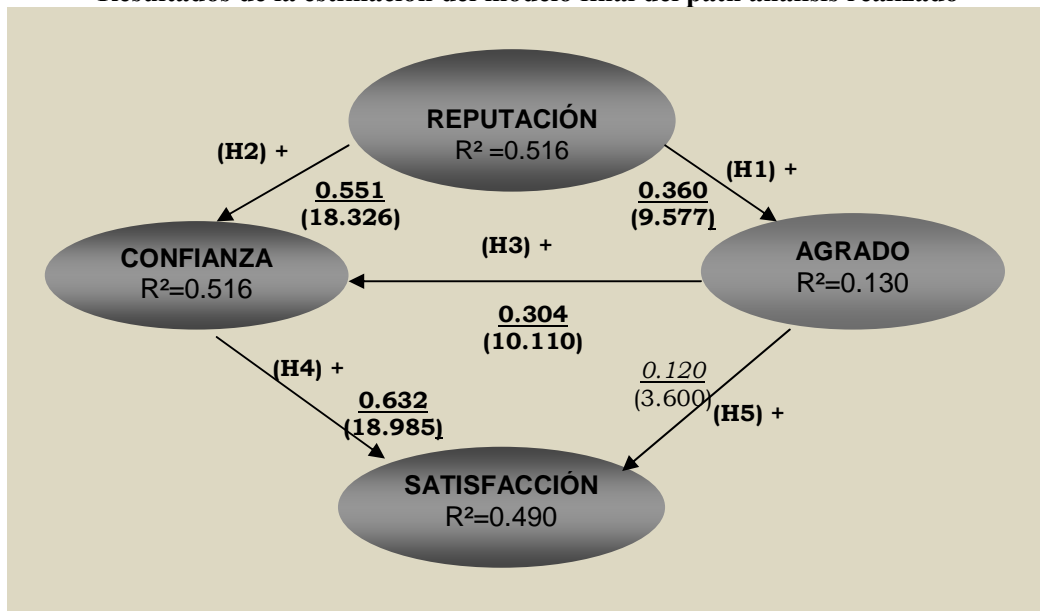 Resultados de la estimación del modelo final del path análisis realizado
REPUTACIÓN
R² =0.516
(H2) +
(H1) +
0.551
(18.326)
0.360
(9.577)
CONFIANZA
R²=0.516
(H3) +
AGRADO
R²=0.130
0.304
(10.110)
(H4) +
0.632
(18.985)
0.120
(3.600)
(H5) +
SATISFACCIÓN
R²=0.490